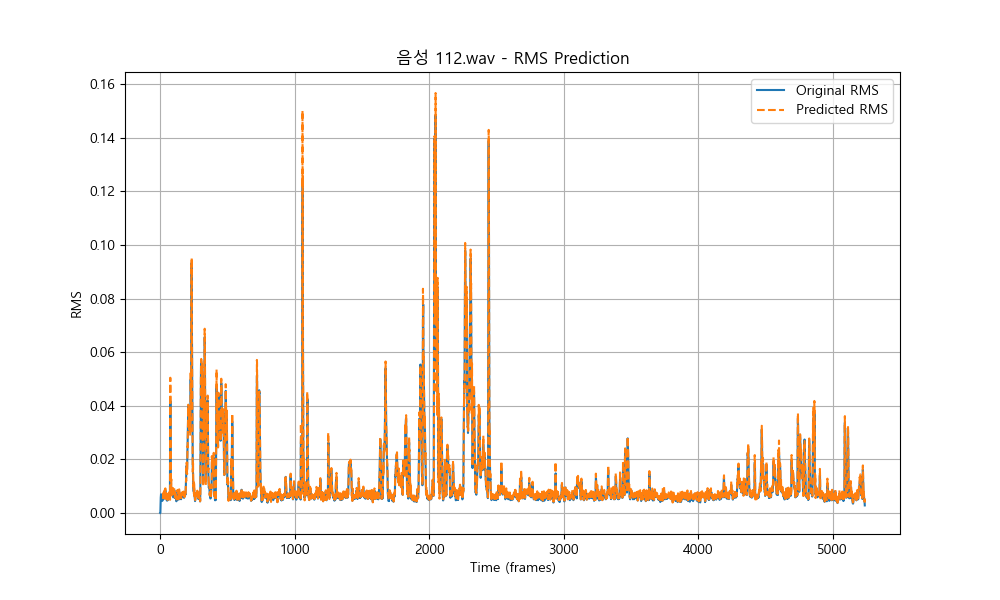 음성 112.wav - RMS Prediction
Original RMS
Predicted RMS
RMS
0.16
0.14
0.12
0.10
0.08
0.06
0.04
0.02
0.00
0 1000 2000 3000 4000 5000
Time (frames)